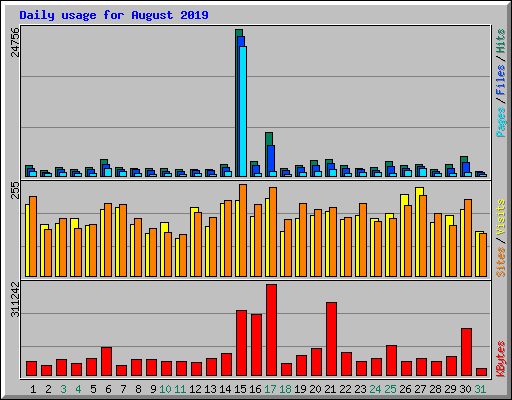 Daily usage for August 2019
24756
Pages/Files/Hits
255
Sites/Visits
311242
KBytes
1 2 3 4 5 6 7 8 9 10 11 12 13 14 15 16 17 18 19 20 21 22 23 24 25 26 27 28 29 30 31